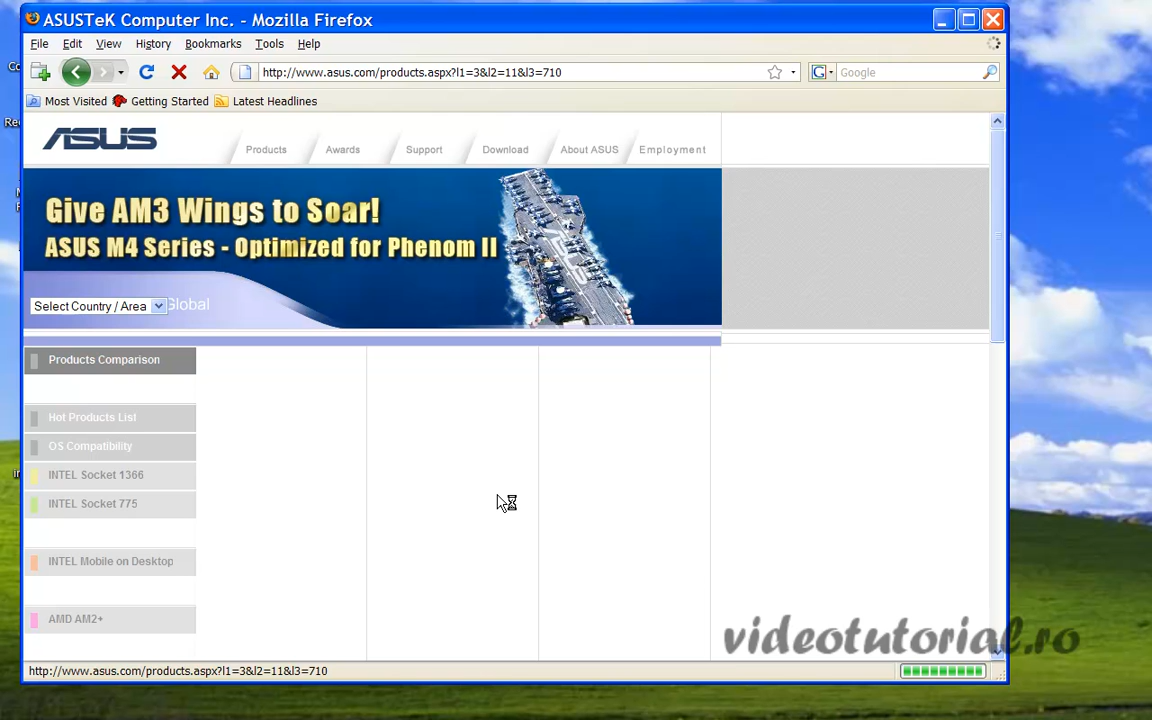 ASUSTeK Computer Inc. - Mozilla Firefox
File Edit View History Bookmarks Tools Help
http://www.asus.com/products.aspx?l1=3&l2=11&l3=710
Google
Most Visited Getting Started Latest Headlines
ASUS
Products Awards Support Download About ASUS Employment
Give AM3 Wings to Soar!
ASUS M4 Series - Optimized for Phenom II
Select Country / Area Global
Products Comparison
Hot Products List
OS Compatibility
INTEL Socket 1366
INTEL Socket 775
INTEL Mobile on Desktop
AMD AM2+
videotutorial.ro
http://www.asus.com/products.aspx?l1=3&l2=11&l3=710